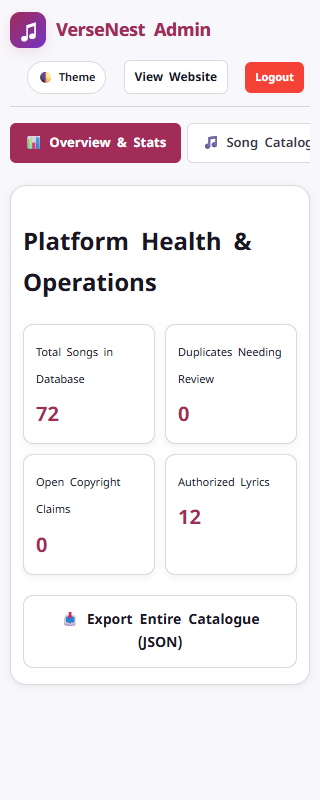 VerseNest Admin
Theme
View Website
Logout
Overview & Stats
Song Catalog
Platform Health &
Operations
Total Songs in
Database
72
Duplicates Needing
Review
0
Open Copyright
Claims
0
Authorized Lyrics
12
Export Entire Catalogue
(JSON)